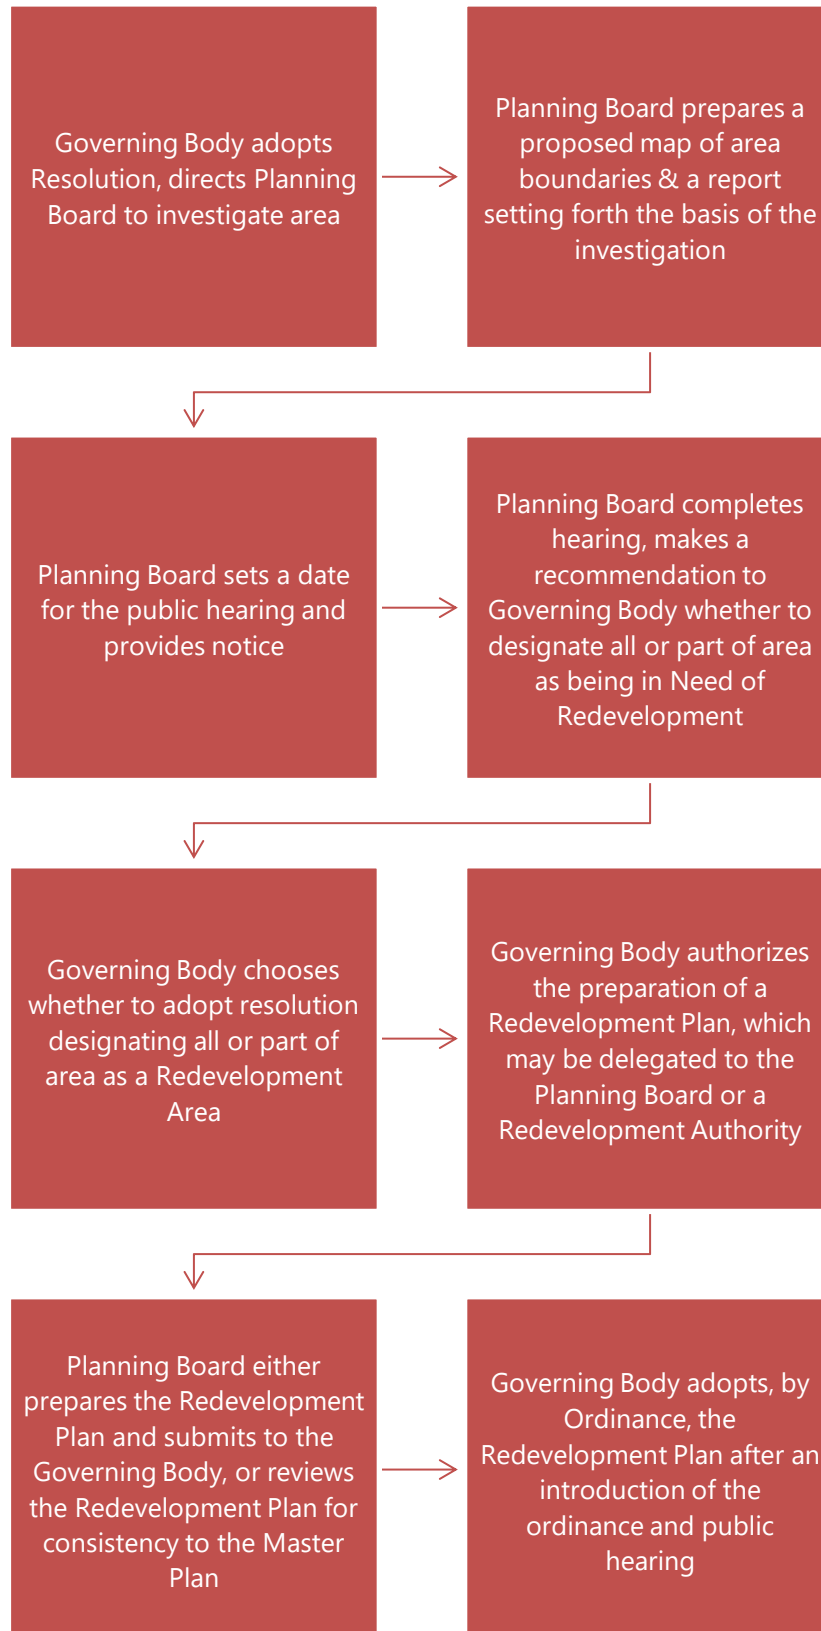 Governing Body adopts
Resolution, directs Planning
Board to investigate area
Planning Board prepares a
proposed map of area
boundaries & a report
setting forth the basis of the
investigation
Planning Board sets a date
for the public hearing and
provides notice
Planning Board completes
hearing, makes a
recommendation to
Governing Body whether to
designate all or part of area
as being in Need of
Redevelopment
Governing Body chooses
whether to adopt resolution
designating all or part of
area as a Redevelopment
Area
Governing Body authorizes
the preparation of a
Redevelopment Plan, which
may be delegated to the
Planning Board or a
Redevelopment Authority
Planning Board either
prepares the Redevelopment
Plan and submits to the
Governing Body, or reviews
the Redevelopment Plan for
consistency to the Master
Plan
Governing Body adopts, by
Ordinance, the
Redevelopment Plan after an
introduction of the
ordinance and public
hearing